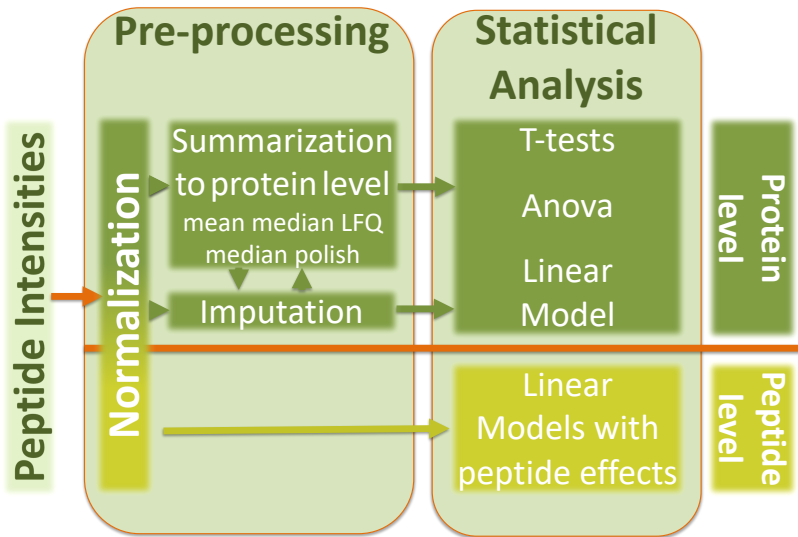 Pre-processing
Statistical
Analysis
Peptide Intensities
Normalization
Summarization
to protein level
mean median LFQ
median polish
Imputation
T-tests
Anova
Linear
Model
Protein
level
Linear
Models with
peptide effects
Peptide
level